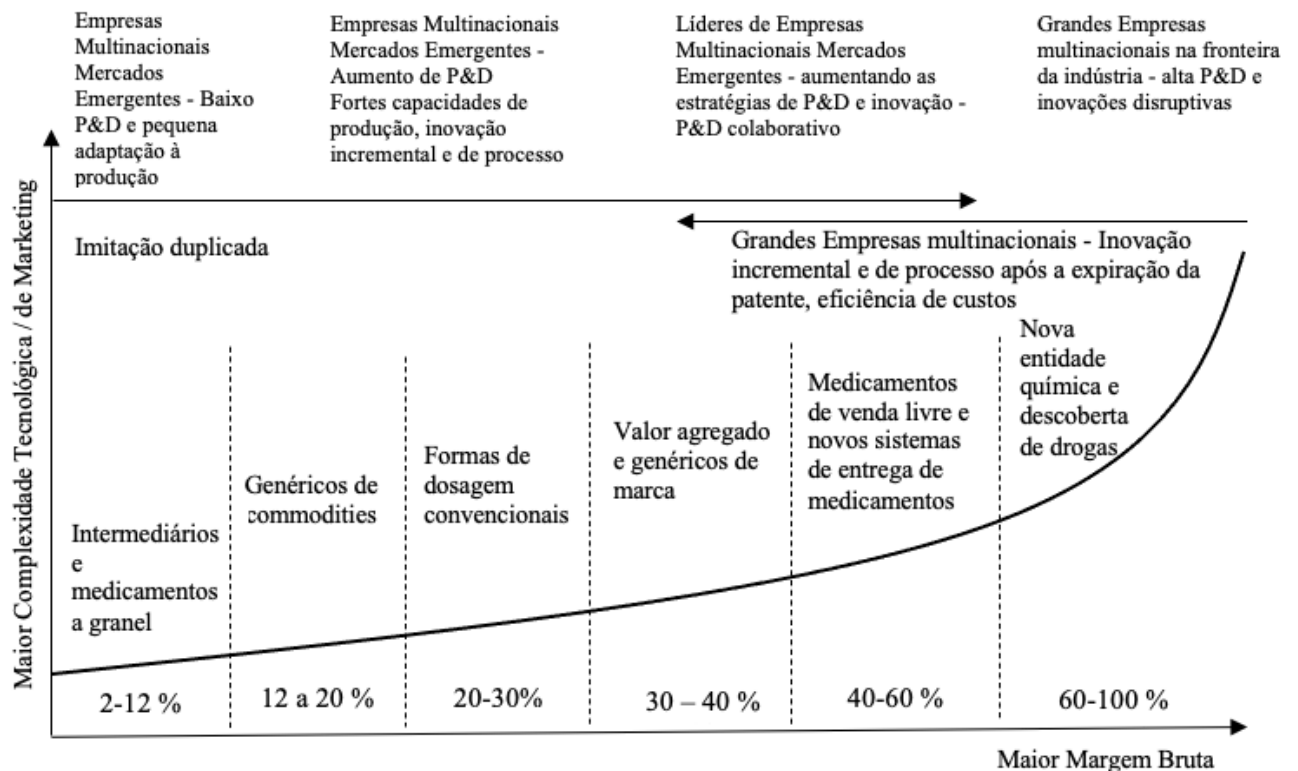 Empresas
Multinacionais
Mercados
Emergentes - Baixo
P&D e pequena
adaptação à
produção
Empresas Multinacionais
Mercados Emergentes -
Aumento de P&D
Fortes capacidades de
produção, inovação
incremental e de processo
Líderes de Empresas
Multinacionais Mercados
Emergentes - aumentando as
estratégias de P&D e inovação -
P&D colaborativo
Grandes Empresas
multinacionais na fronteira
da indústria - alta P&D e
inovações disruptivas
Maior Complexidade Tecnológica / de Marketing
Imitação duplicada
Grandes Empresas multinacionais - Inovação
incremental e de processo após a expiração da
patente, eficiência de custos
Intermediários
e
medicamentos
a granel
Genéricos de
commodities
Formas de
dosagem
convencionais
Valor agregado
e genéricos de
marca
Medicamentos
de venda livre e
novos sistemas
de entrega de
medicamentos
Nova
entidade
química e
descoberta
de drogas
2-12 %
12 a 20 %
20-30%
30 – 40 %
40-60 %
60-100 %
Maior Margem Bruta